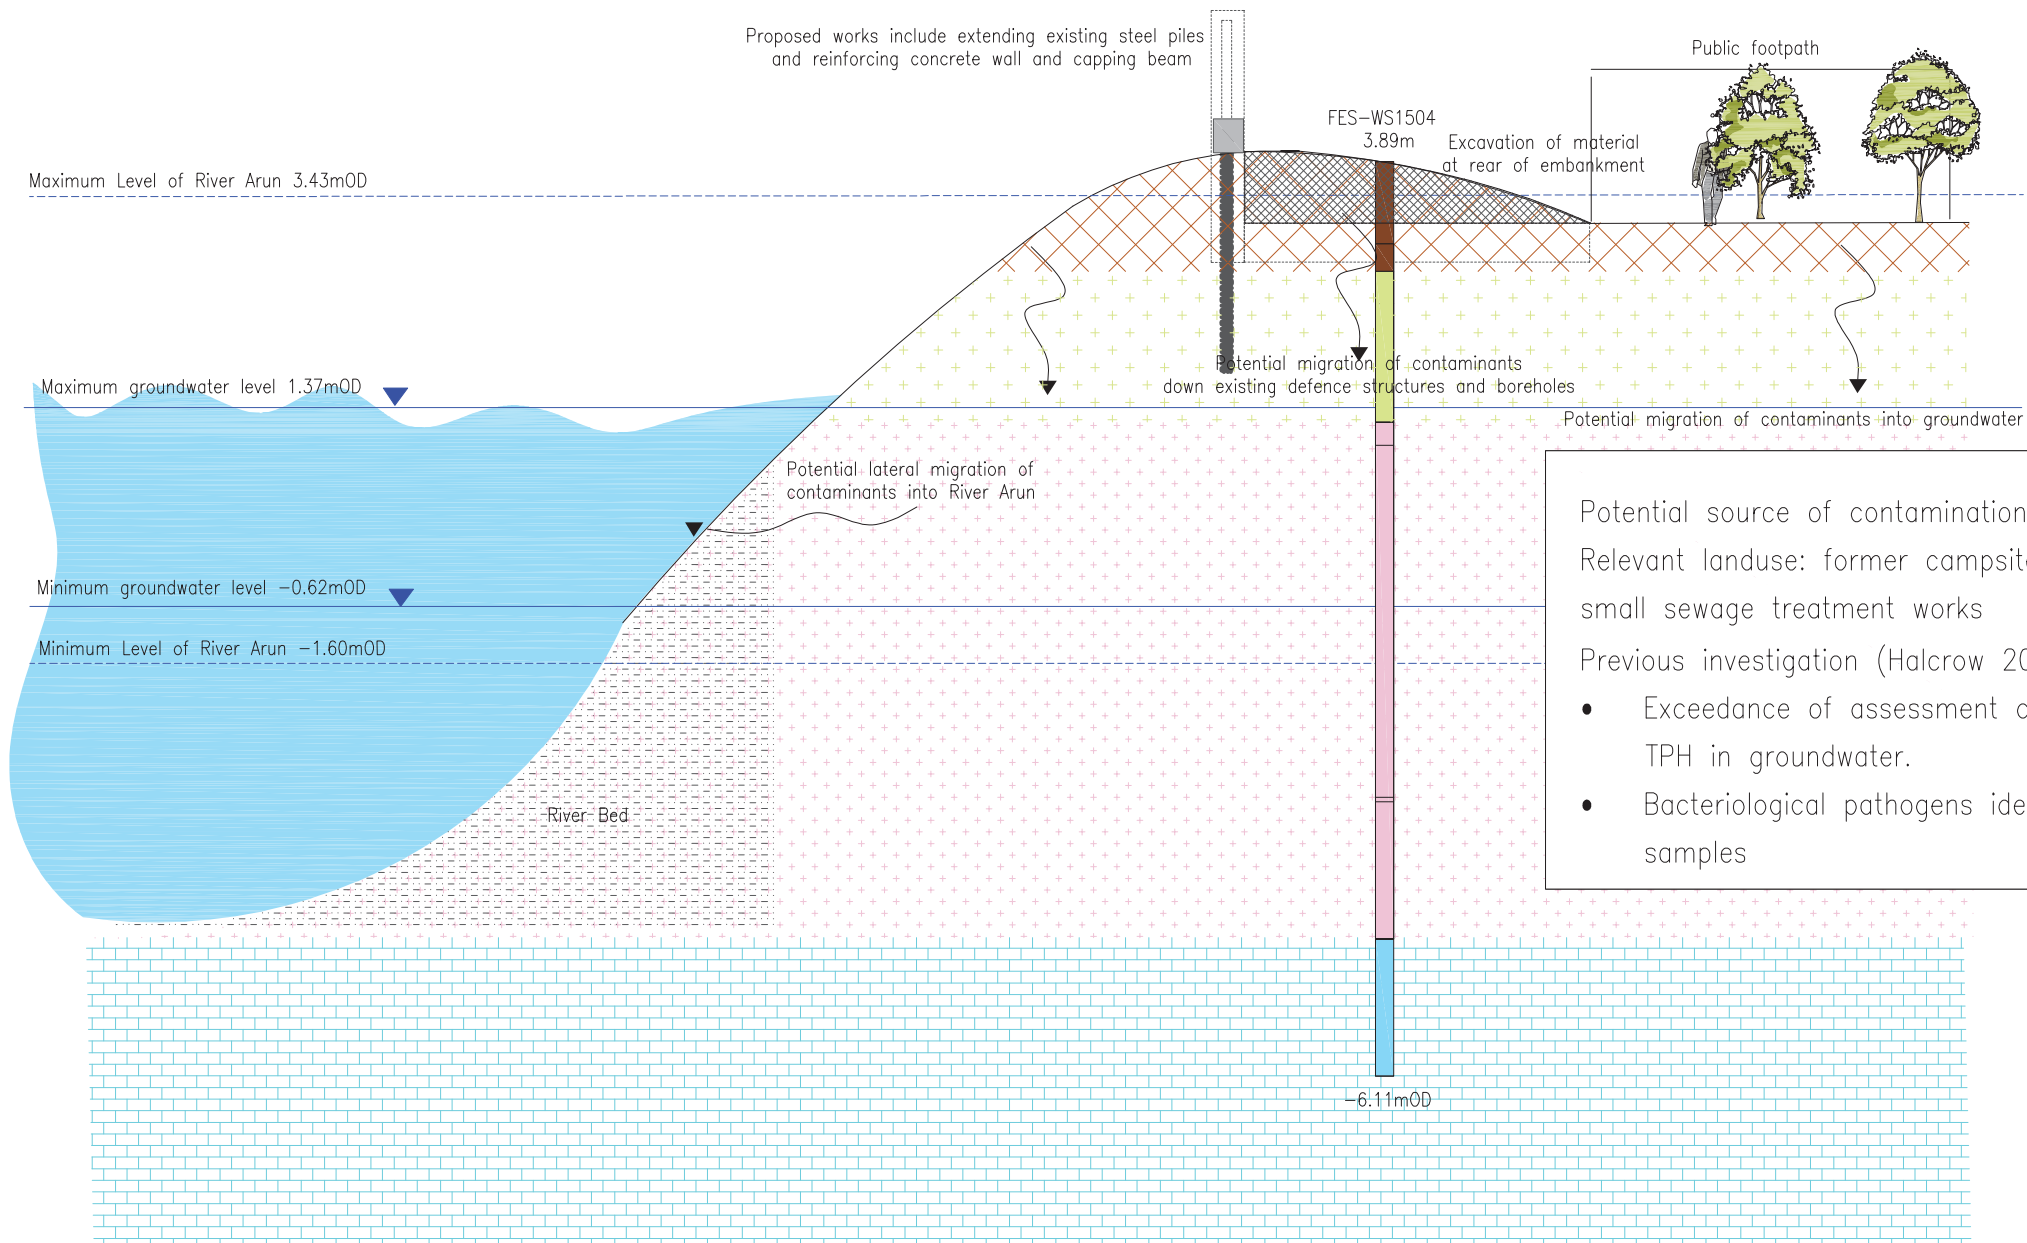 Proposed works include extending existing steel piles
and reinforcing concrete wall and capping beam
Public footpath
FES-WS1504
3.89m
Excavation of material
at rear of embankment
Maximum Level of River Arun 3.43mOD
Potential migration of contaminants
down existing defence structures and boreholes
Maximum groundwater level 1.37mOD
Potential migration of contaminants into groundwater
Potential lateral migration of
contaminants into River Arun
Minimum groundwater level -0.62mOD
Minimum Level of River Arun -1.60mOD
River Bed
Potential source of contamination
Relevant landuse: former campsite
small sewage treatment works
Previous investigation (Halcrow 20
• Exceedance of assessment
TPH in groundwater.
• Bacteriological pathogens ide
samples
-6.11mOD